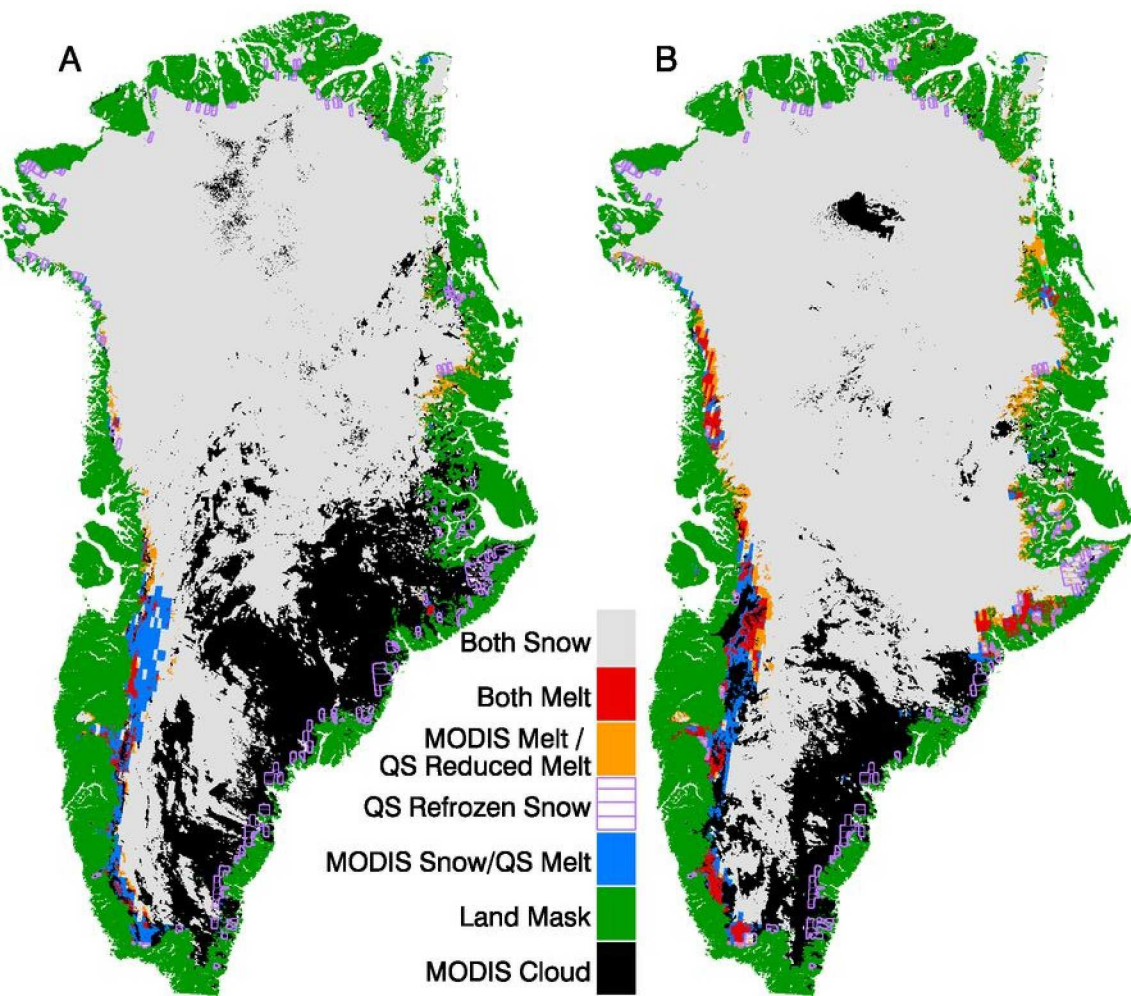 A
B
Both Snow
Both Melt
MODIS Melt /
QS Reduced Melt
QS Refrozen Snow
MODIS Snow/QS Melt
Land Mask
MODIS Cloud